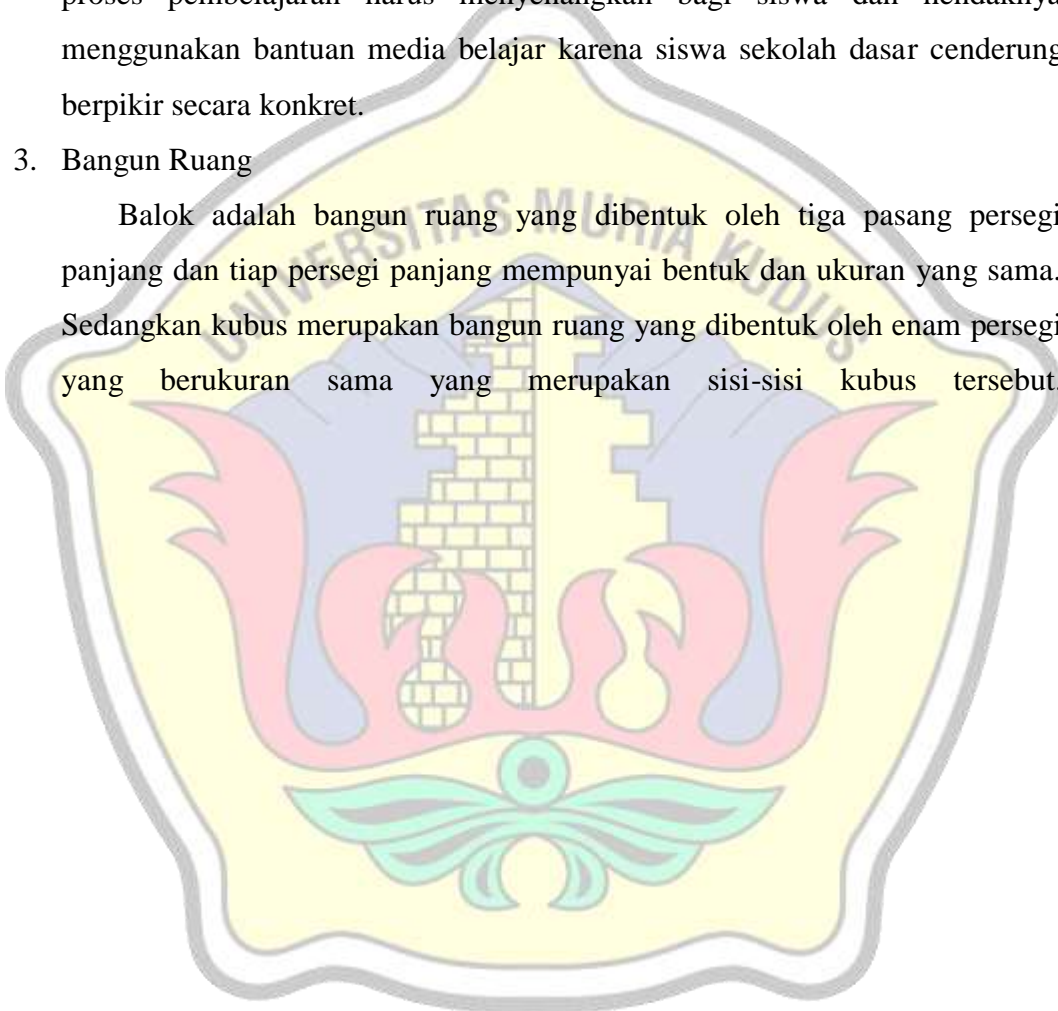 proses pembelajaran harus menyenangkan bagi siswa dan hendaknya
menggunakan bantuan media belajar karena siswa sekolah dasar cenderung
berpikir secara konkret.
3. Bangun Ruang
Balok adalah bangun ruang yang dibentuk oleh tiga pasang persegi
panjang dan tiap persegi panjang mempunyai bentuk dan ukuran yang sama.
Sedangkan kubus merupakan bangun ruang yang dibentuk oleh enam persegi
yang berukuran sama yang merupakan sisi-sisi kubus tersebut.
UNIVERSITAS MURIA KUDUS